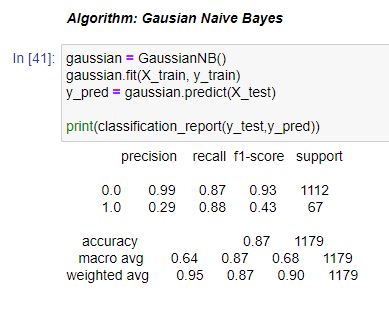 Algorithm: Gausian Naive Bayes
In [41]: gaussian = GaussianNB()
gaussian.fit(X_train, y_train)
y_pred = gaussian.predict(X_test)
print(classification_report(y_test,y_pred))
precision recall f1-score support
0.0 0.99 0.87 0.93 1112
1.0 0.29 0.88 0.43 67
accuracy 0.87 1179
macro avg 0.64 0.87 0.68 1179
weighted avg 0.95 0.87 0.90 1179